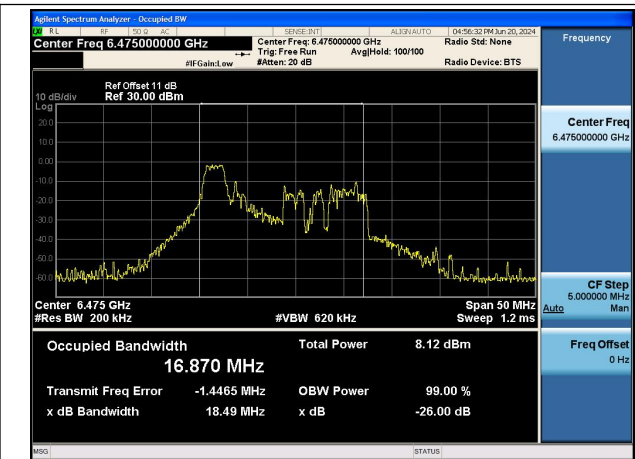 Agilent Spectrum Analyzer - Occupied BW
LXI RL RF 50 Ω AC SENSE:INT ALIGN AUTO 04:56:32 PM Jun 20, 2024
Center Freq 6.475000000 GHz Center Freq: 6.475000000 GHz Radio Std: None
Trig: Free Run Avg|Hold: 100/100
#IFGain:Low #Atten: 20 dB Radio Device: BTS
Ref Offset 11 dB
10 dB/div Ref 30.00 dBm
Log
20.0
10.0
0.00
-10.0
-20.0
-30.0
-40.0
-50.0
-60.0
Center 6.475 GHz Span 50 MHz
#Res BW 200 kHz #VBW 620 kHz Sweep 1.2 ms
Occupied Bandwidth Total Power 8.12 dBm
16.870 MHz
Transmit Freq Error -1.4465 MHz OBW Power 99.00 %
x dB Bandwidth 18.49 MHz x dB -26.00 dB
MSG STATUS
Frequency
Center Freq
6.475000000 GHz
CF Step
5.000000 MHz
Auto Man
Freq Offset
0 Hz